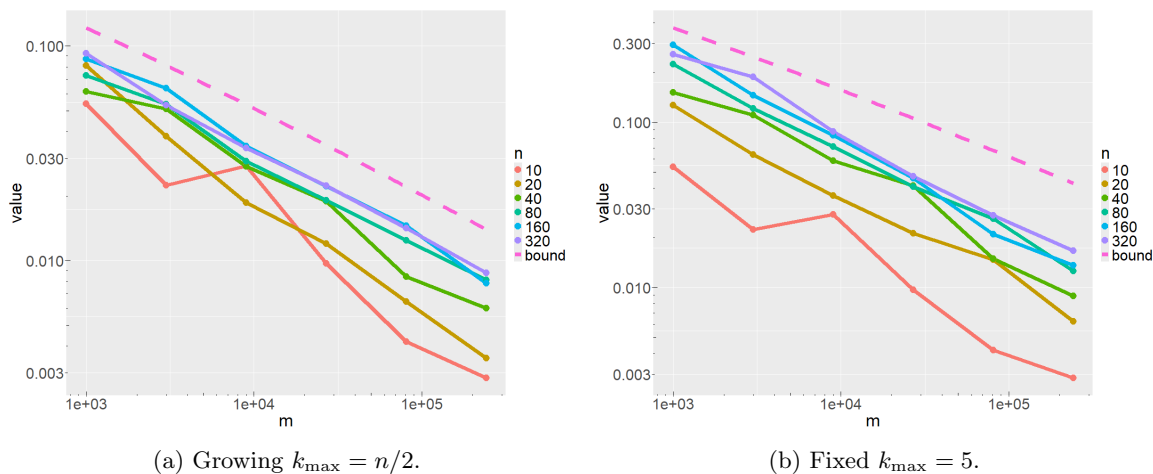 0.100
0.030
0.010
0.003
value
1e+03
1e+04
1e+05
m
n
10
20
40
80
160
320
bound
(a) Growing k_max = n/2.
0.300
0.100
0.030
0.010
0.003
value
1e+03
1e+04
1e+05
m
n
10
20
40
80
160
320
bound
(b) Fixed k_max = 5.